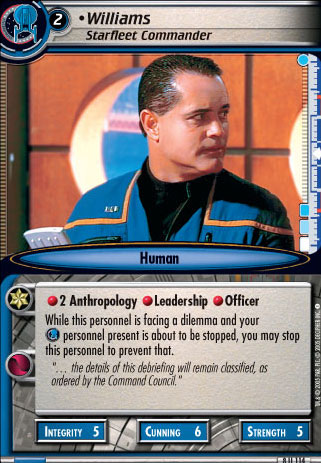 2
•Williams
Starfleet Commander
Human
2 Anthropology Leadership Officer
While this personnel is facing a dilemma and your
personnel present is about to be stopped, you may stop
this personnel to prevent that.
"… the details of this debriefing will remain classified, as
ordered by the Command Council."
INTEGRITY 5
CUNNING 6
STRENGTH 5